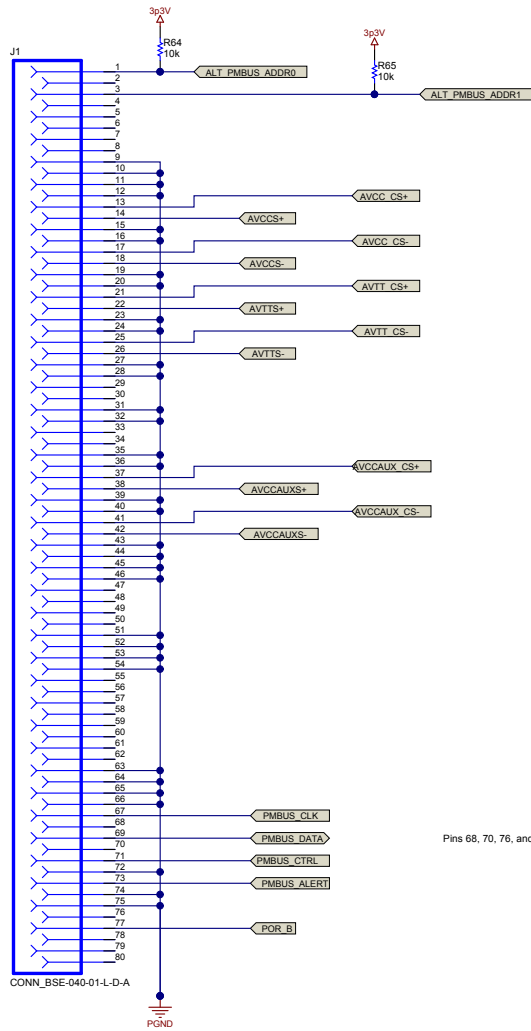 3p3V
R64
10k
3p3V
R65
10k
J1
1
ALT_PMBUS_ADDR0
2
3
ALT_PMBUS_ADDR1
4
5
6
7
8
9
10
11
12
AVCC_CS+
13
14
AVCCS+
15
16
AVCC_CS-
17
18
AVCCS-
19
20
AVTT_CS+
21
22
AVTTS+
23
24
AVTT_CS-
25
26
AVTTS-
27
28
29
30
31
32
33
34
35
36
AVCCAUX_CS+
37
38
AVCCAUXS+
39
40
AVCCAUX_CS-
41
42
AVCCAUXS-
43
44
45
46
47
48
49
50
51
52
53
54
55
56
57
58
59
60
61
62
63
64
65
66
67
PMBUS_CLK
68
69
PMBUS_DATA
Pins 68, 70, 76, and
70
71
PMBUS_CTRL
72
73
PMBUS_ALERT
74
75
76
77
POR_B
78
79
80
CONN_BSE-040-01-L-D-A
PGND